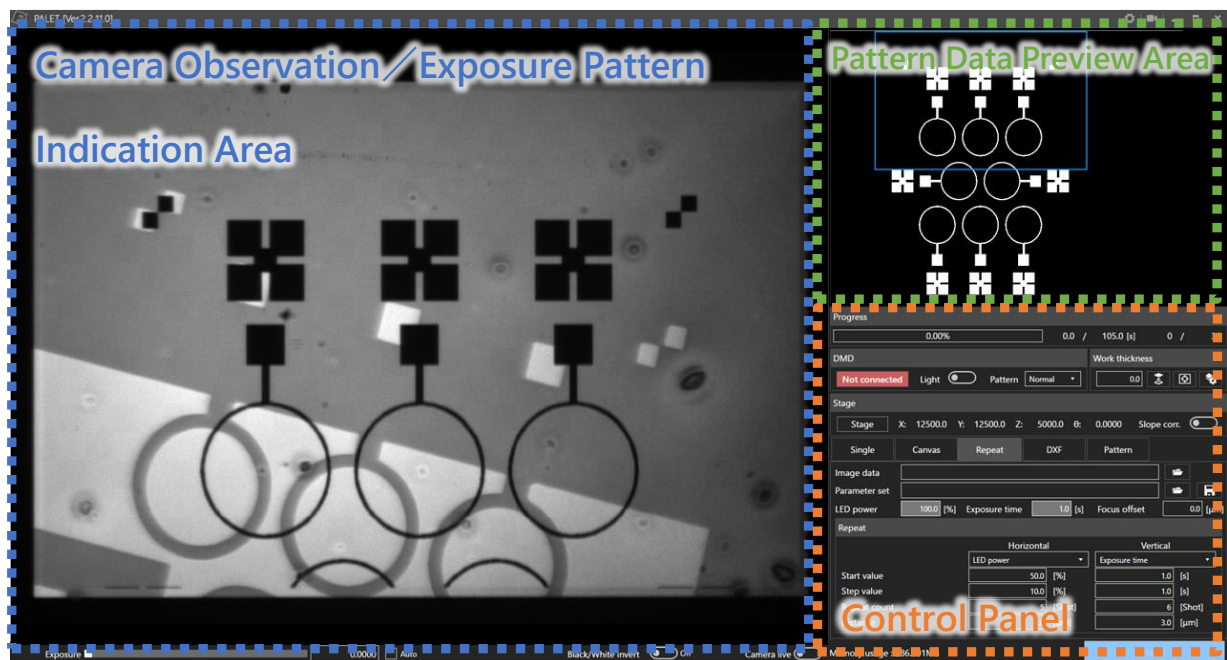 PALET [Ver.2.2.11.0]
Camera Observation／Exposure Pattern
Indication Area
Pattern Data Preview Area
Progress
0.00% 0.0 / 105.0 [s] 0 /
DMD Work thickness
Not connected Light Pattern Normal 0.0
Stage
Stage X: 12500.0 Y: 12500.0 Z: 5000.0 θ: 0.0000 Slope corr.
Single Canvas Repeat DXF Pattern
Image data
Parameter set
LED power 100.0 [%] Exposure time 1.0 [s] Focus offset 0.0 [μm]
Repeat
Horizontal Vertical
LED power Exposure time
Start value 50.0 [%] 1.0 [s]
Step value 10.0 [%] 1.0 [s]
5 [Shot] 6 [Shot]
3.0 [μm]
Control Panel
Exposure 0.0000 Auto Black/White invert Off Camera live